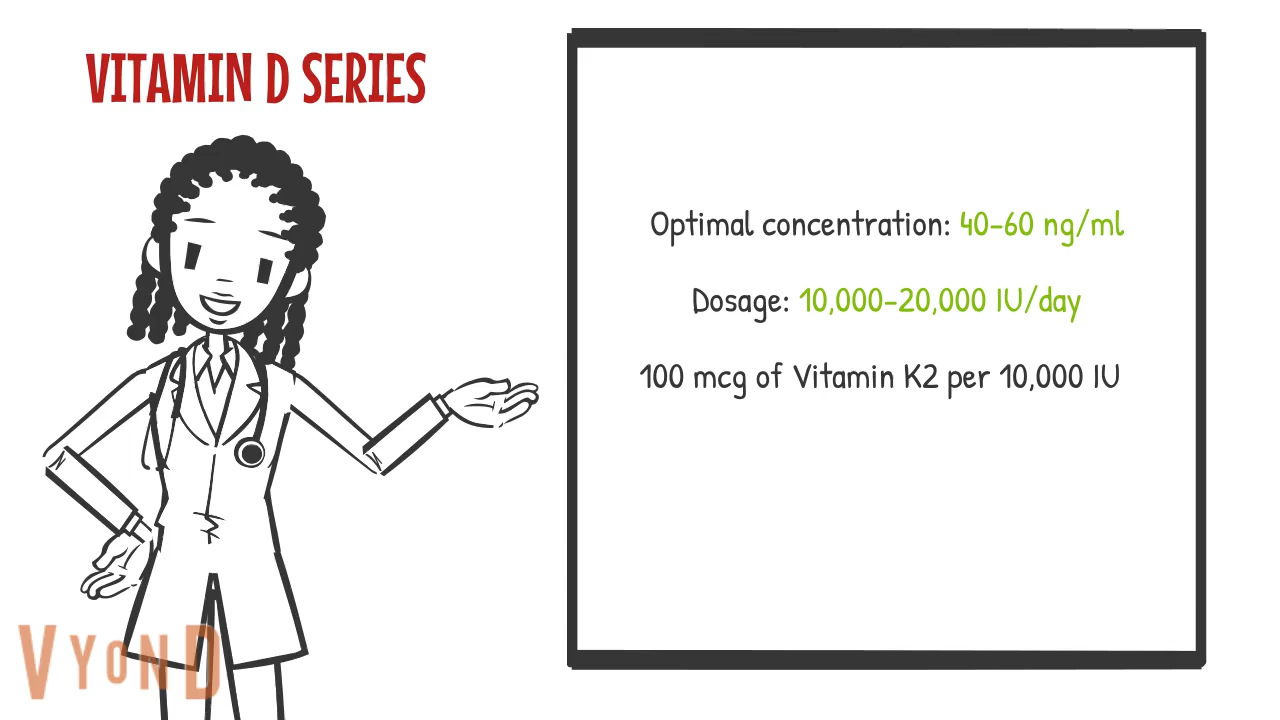 VITAMIN D SERIES
Optimal concentration: 40-60 ng/ml
Dosage: 10,000-20,000 IU/day
100 mcg of Vitamin K2 per 10,000 IU
VYOND